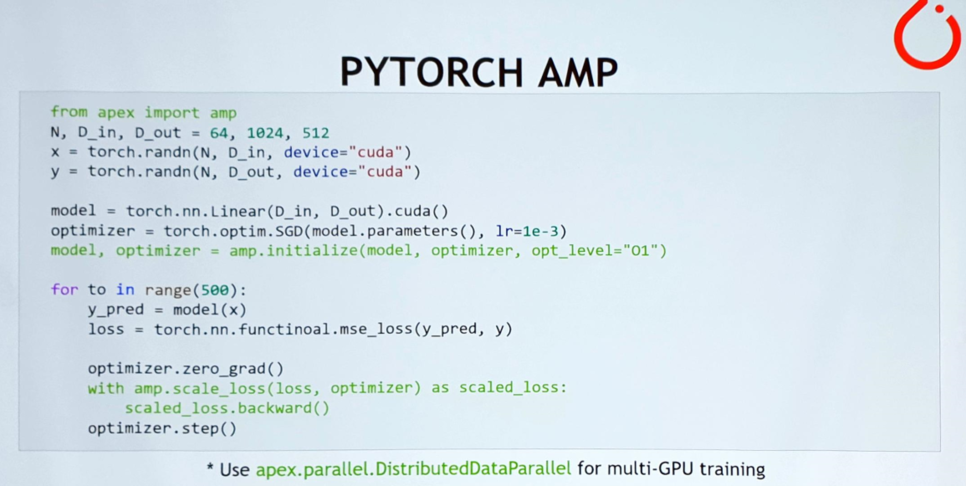 PYTORCH AMP
from apex import amp
N, D_in, D_out = 64, 1024, 512
x = torch.randn(N, D_in, device="cuda")
y = torch.randn(N, D_out, device="cuda")
model = torch.nn.Linear(D_in, D_out).cuda()
optimizer = torch.optim.SGD(model.parameters(), lr=1e-3)
model, optimizer = amp.initialize(model, optimizer, opt_level="O1")
for to in range(500):
y_pred = model(x)
loss = torch.nn.functinoal.mse_loss(y_pred, y)
optimizer.zero_grad()
with amp.scale_loss(loss, optimizer) as scaled_loss:
scaled_loss.backward()
optimizer.step()
* Use apex.parallel.DistributedDataParallel for multi-GPU training